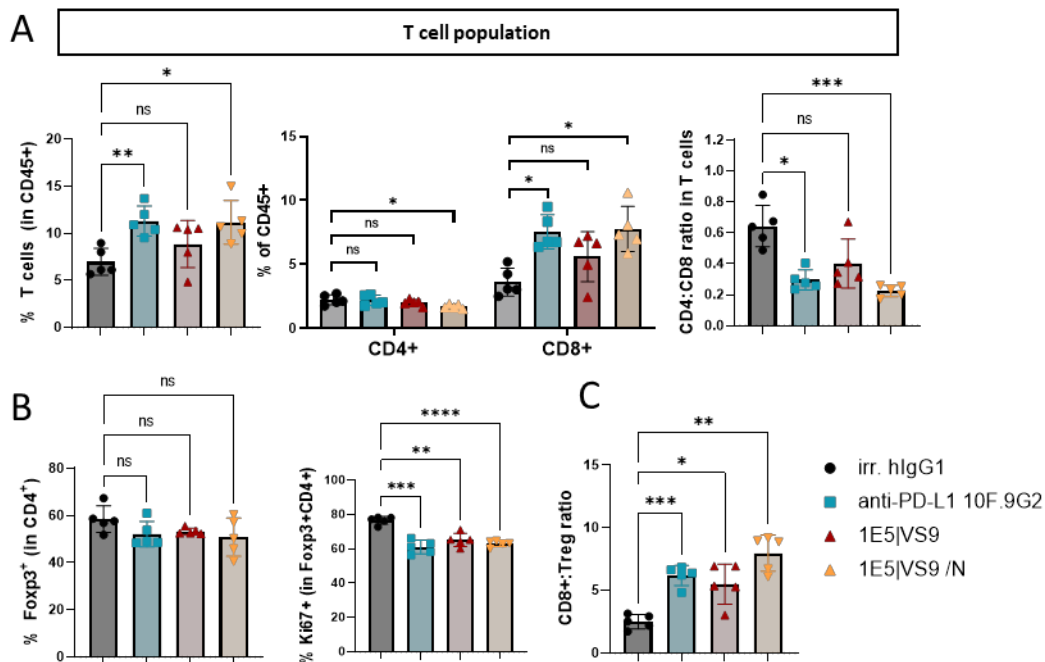 A
T cell population
% T cells (in CD45+)
20
15
10
5
0
**
ns
*
% of CD45+
15
10
5
0
ns
ns
*
*
ns
*
CD4+
CD8+
CD4:CD8 ratio in T cells
1.2
1.0
0.8
0.6
0.4
0.2
0.0
*
ns
***
B
% Foxp3+ (in CD4+)
60
40
20
0
ns
ns
ns
% Ki67+ (in Foxp3+CD4+)
100
80
60
40
20
0
***
**
****
C
CD8+:Treg ratio
15
10
5
0
***
*
**
irr. hIgG1
anti-PD-L1 10F.9G2
1E5|VS9
1E5|VS9 /N